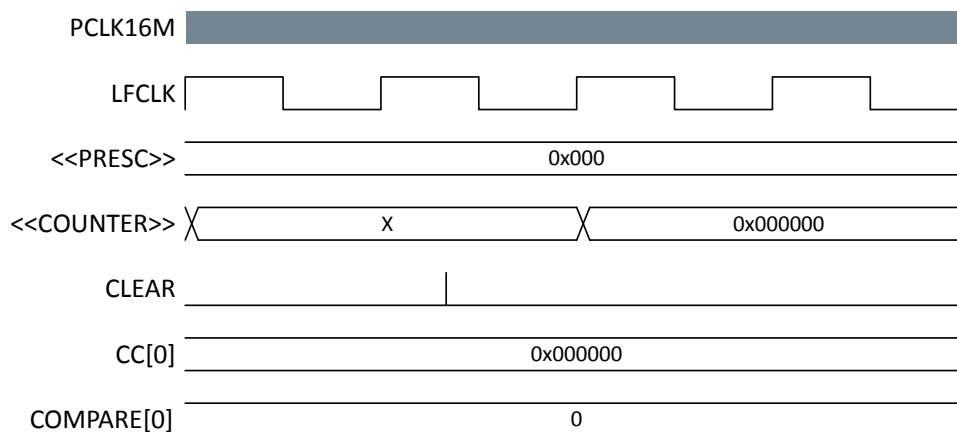 PCLK16M
LFCLK
<<PRESC>> 0x000
<<COUNTER>> X 0x000000
CLEAR
CC[0] 0x000000
COMPARE[0] 0